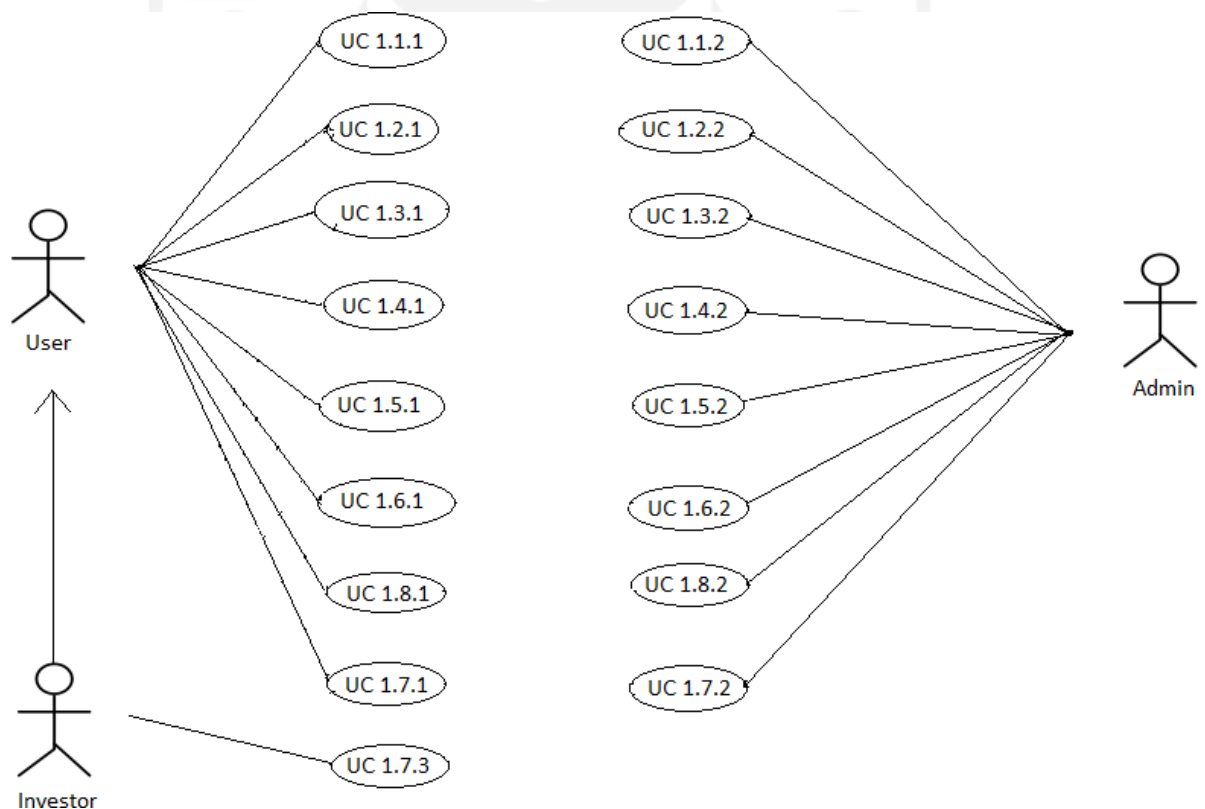 UC 1.1.1
UC 1.1.2
UC 1.2.1
UC 1.2.2
UC 1.3.1
UC 1.3.2
UC 1.4.1
UC 1.4.2
User
Admin
UC 1.5.1
UC 1.5.2
UC 1.6.1
UC 1.6.2
UC 1.8.1
UC 1.8.2
UC 1.7.1
UC 1.7.2
UC 1.7.3
Investor